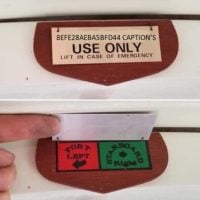 8EFE28AEBA5BFD44 CAPTION'S
USE ONLY
LIFT IN CASE OF EMERGENCY
PORT
LEFT
STARBOARD
Right